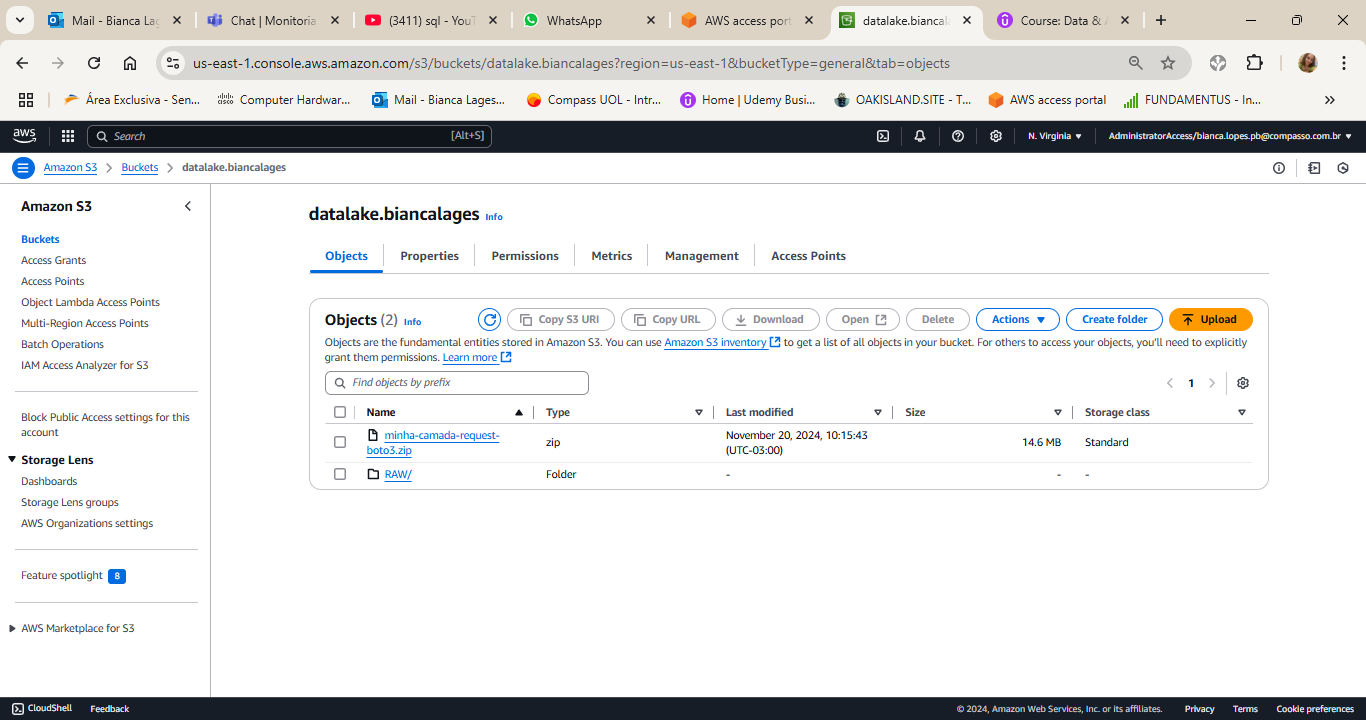 Mail - Bianca Lag
Chat | Monitoria
(3411) sql - YouT
WhatsApp
AWS access port
datalake.biancala
Course: Data & A
us-east-1.console.aws.amazon.com/s3/buckets/datalake.biancalages?region=us-east-1&bucketType=general&tab=objects
Área Exclusiva - Sen...
Computer Hardwar...
Mail - Bianca Lages...
Compass UOL - Intr...
Home | Udemy Busi...
OAKISLAND.SITE - T...
AWS access portal
FUNDAMENTUS - In...
aws
Search
[Alt+S]
N. Virginia
AdministratorAccess/bianca.lopes.pb@compasso.com.br
Amazon S3
Buckets
datalake.biancalages
Amazon S3
Buckets
Access Grants
Access Points
Object Lambda Access Points
Multi-Region Access Points
Batch Operations
IAM Access Analyzer for S3
Block Public Access settings for this
account
Storage Lens
Dashboards
Storage Lens groups
AWS Organizations settings
Feature spotlight 8
AWS Marketplace for S3
datalake.biancalages Info
Objects
Properties
Permissions
Metrics
Management
Access Points
Objects (2) Info
Copy S3 URI
Copy URL
Download
Open
Delete
Actions
Create folder
Upload
Objects are the fundamental entities stored in Amazon S3. You can use Amazon S3 inventory to get a list of all objects in your bucket. For others to access your objects, you'll need to explicitly
grant them permissions. Learn more
Find objects by prefix
1
Name
Type
Last modified
Size
Storage class
minha-camada-request-
boto3.zip
zip
November 20, 2024, 10:15:43
(UTC-03:00)
14.6 MB
Standard
RAW/
Folder
-
-
-
CloudShell
Feedback
© 2024, Amazon Web Services, Inc. or its affiliates.
Privacy
Terms
Cookie preferences